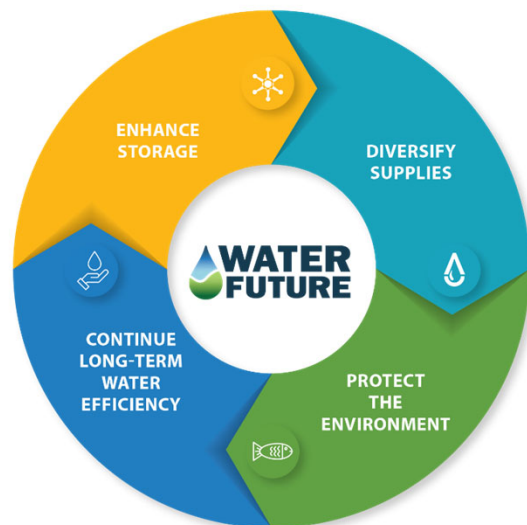 ENHANCE
STORAGE
DIVERSIFY
SUPPLIES
WATER
FUTURE
CONTINUE
LONG-TERM
WATER
EFFICIENCY
PROTECT
THE
ENVIRONMENT